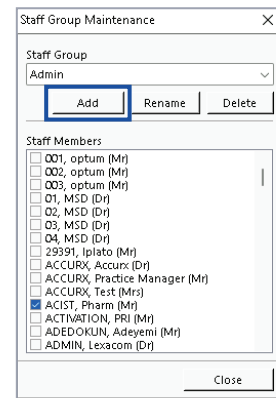 Staff Group Maintenance
Staff Group
Admin
Add Rename Delete
Staff Members
001, optum (Mr)
002, optum (Mr)
003, optum (Mr)
01, MSD (Dr)
02, MSD (Dr)
03, MSD (Dr)
04, MSD (Dr)
29391, Iplato (Mr)
ACCURX, Accurx (Dr)
ACCURX, Practice Manager (Mr)
ACCURX, Test (Mrs)
ACIST, Pharm (Mr)
ACTIVATION, PRI (Mr)
ADEDOKUN, Adeyemi (Mr)
ADMIN, Lexacom (Dr)
Close